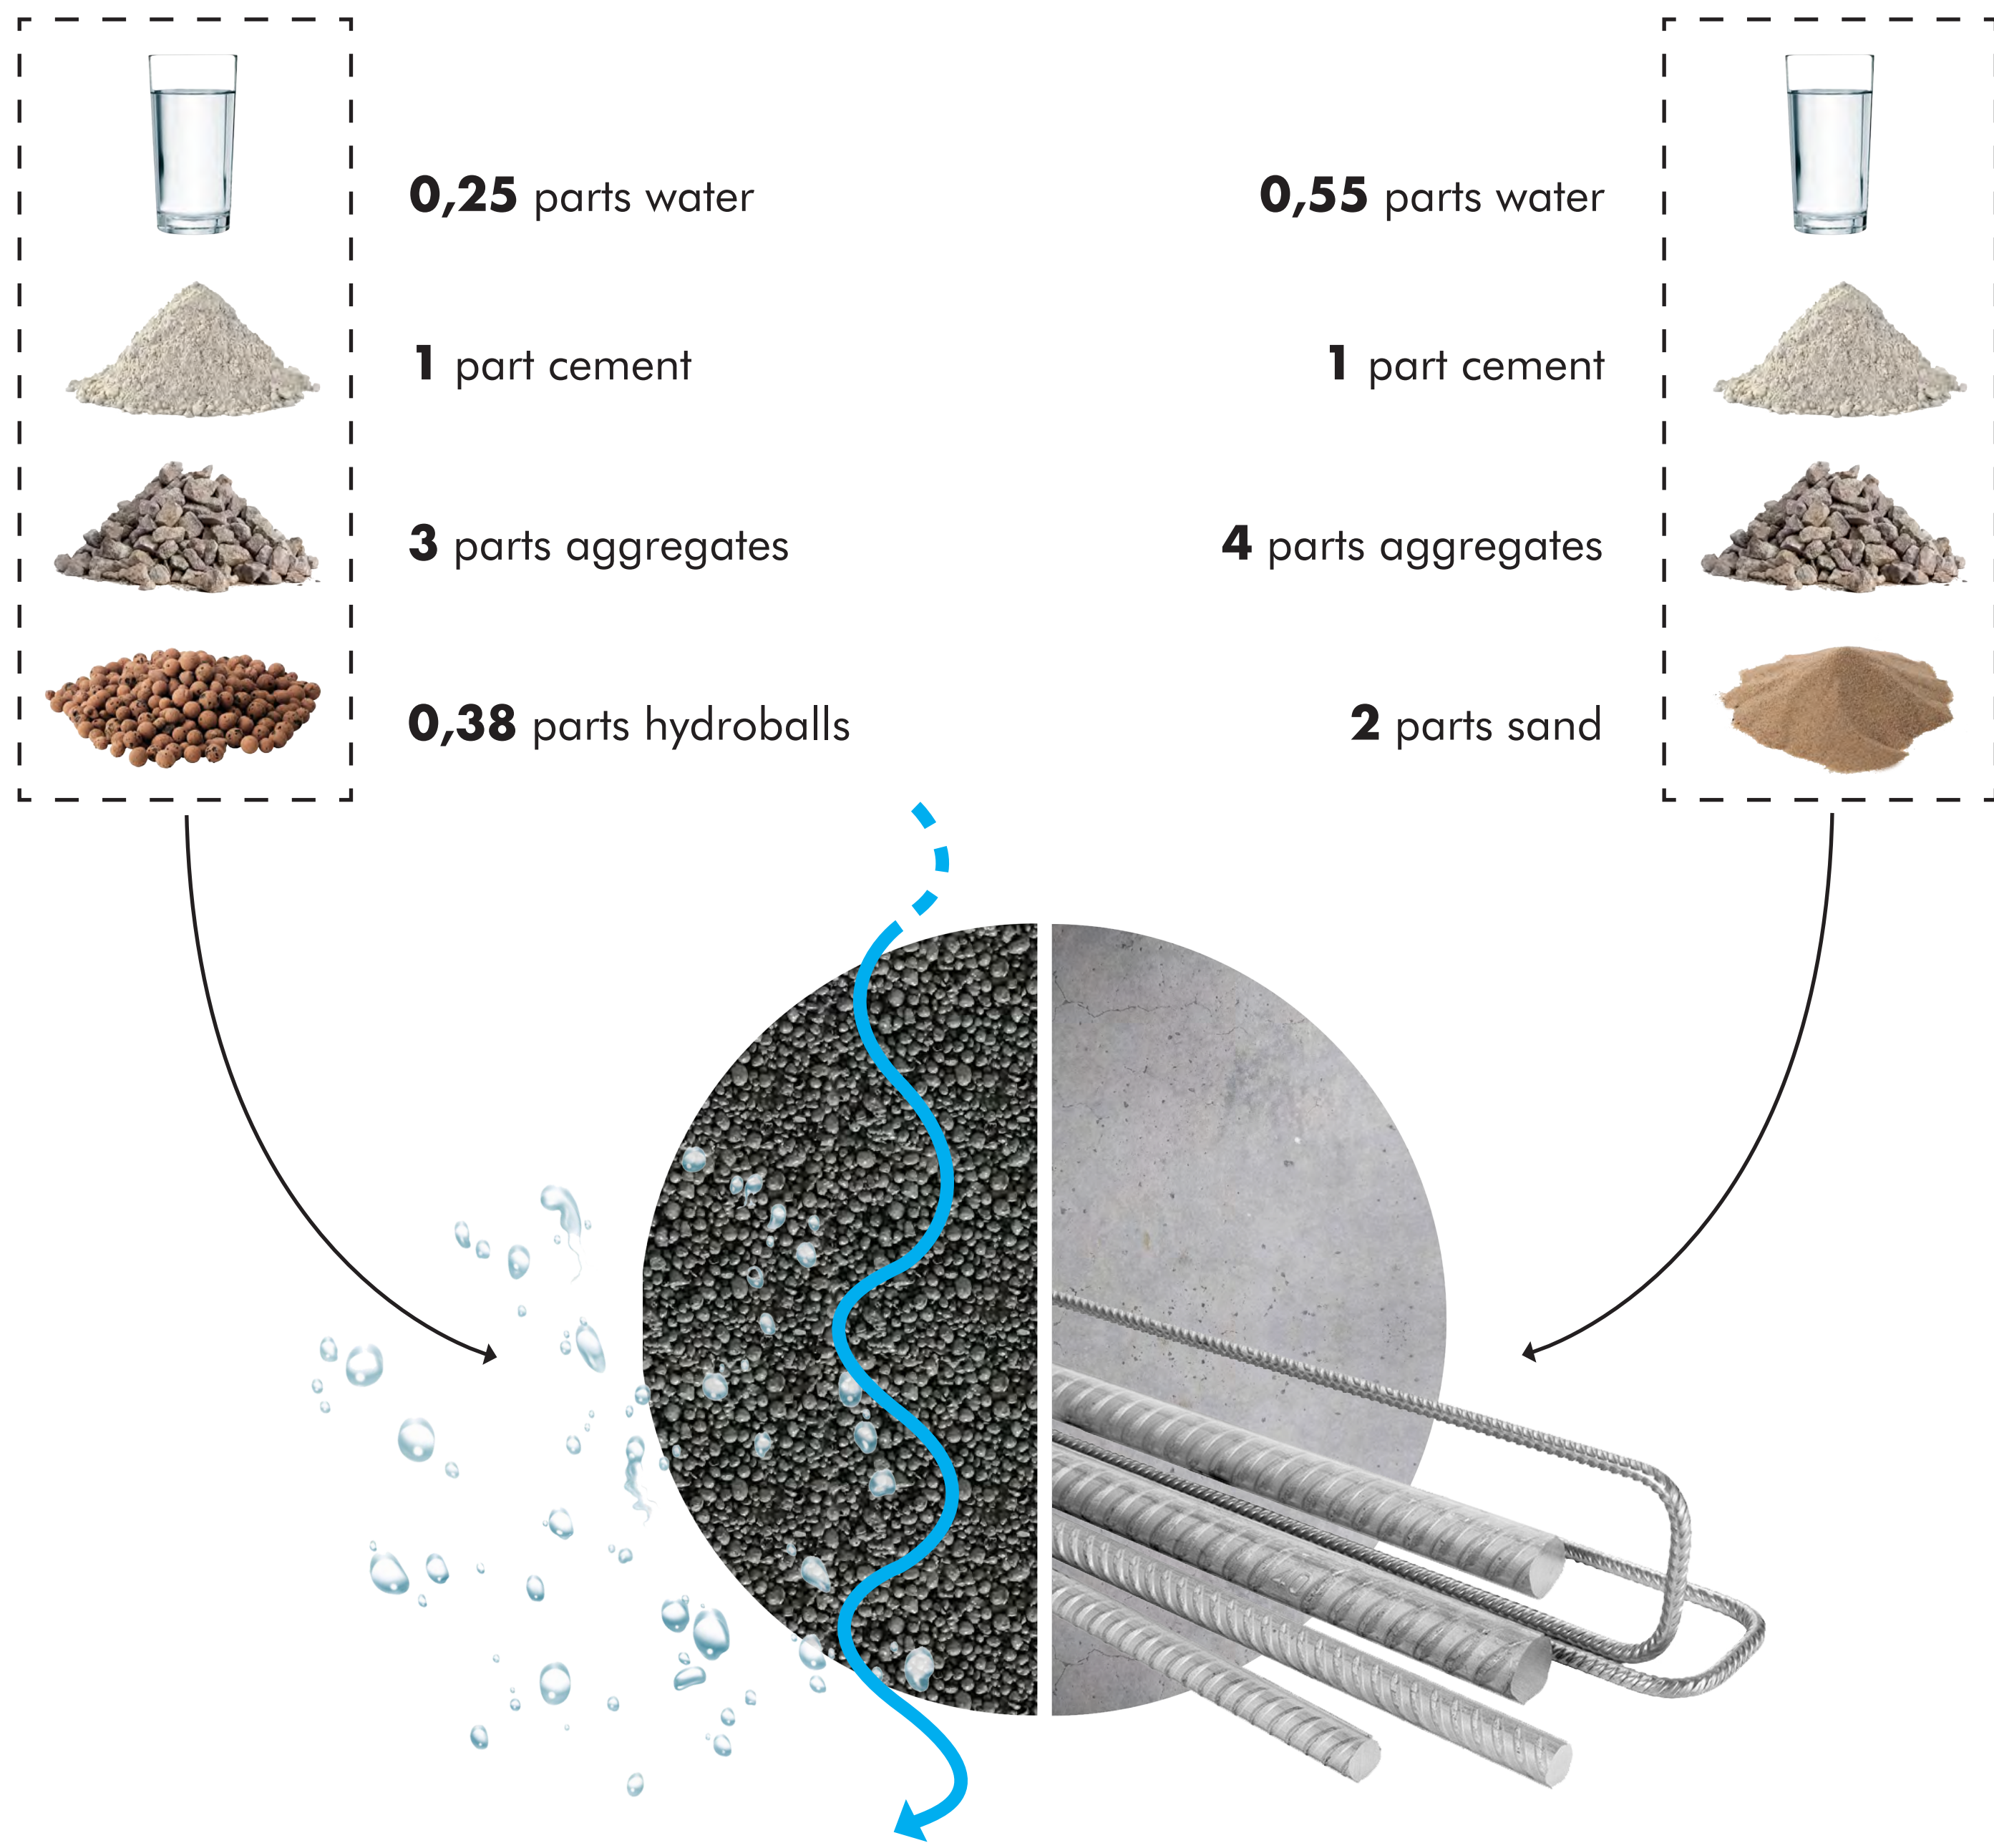 0,25 parts water
1 part cement
3 parts aggregates
0,38 parts hydroballs
0,55 parts water
1 part cement
4 parts aggregates
2 parts sand